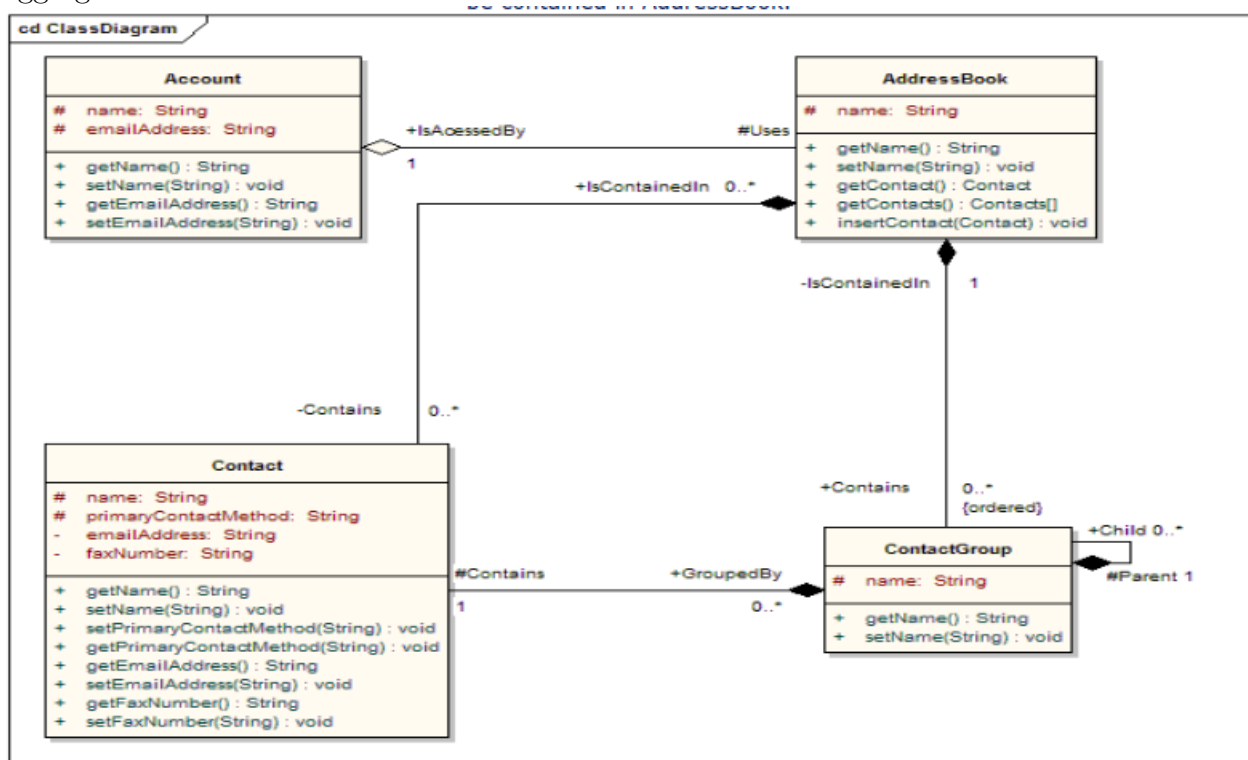 cd ClassDiagram
Account
# name: String
# emailAddress: String
+ getName() : String
+ setName(String) : void
+ getEmailAddress() : String
+ setEmailAddress(String) : void
+IsAcessedBy
1
#Uses
AddressBook
# name: String
+ getName() : String
+ setName(String) : void
+ getContact() : Contact
+ getContacts() : Contacts[]
+ insertContact(Contact) : void
+IsContainedIn 0..*
-IsContainedIn 1
-Contains 0..*
Contact
# name: String
# primaryContactMethod: String
- emailAddress: String
- faxNumber: String
+ getName() : String
+ setName(String) : void
+ setPrimaryContactMethod(String) : void
+ getPrimaryContactMethod(String) : void
+ getEmailAddress() : String
+ setEmailAddress(String) : void
+ getFaxNumber() : String
+ setFaxNumber(String) : void
#Contains
1
+GroupedBy
0..*
+Contains 0..*
{ordered}
+Child 0..*
#Parent 1
ContactGroup
# name: String
+ getName() : String
+ setName(String) : void